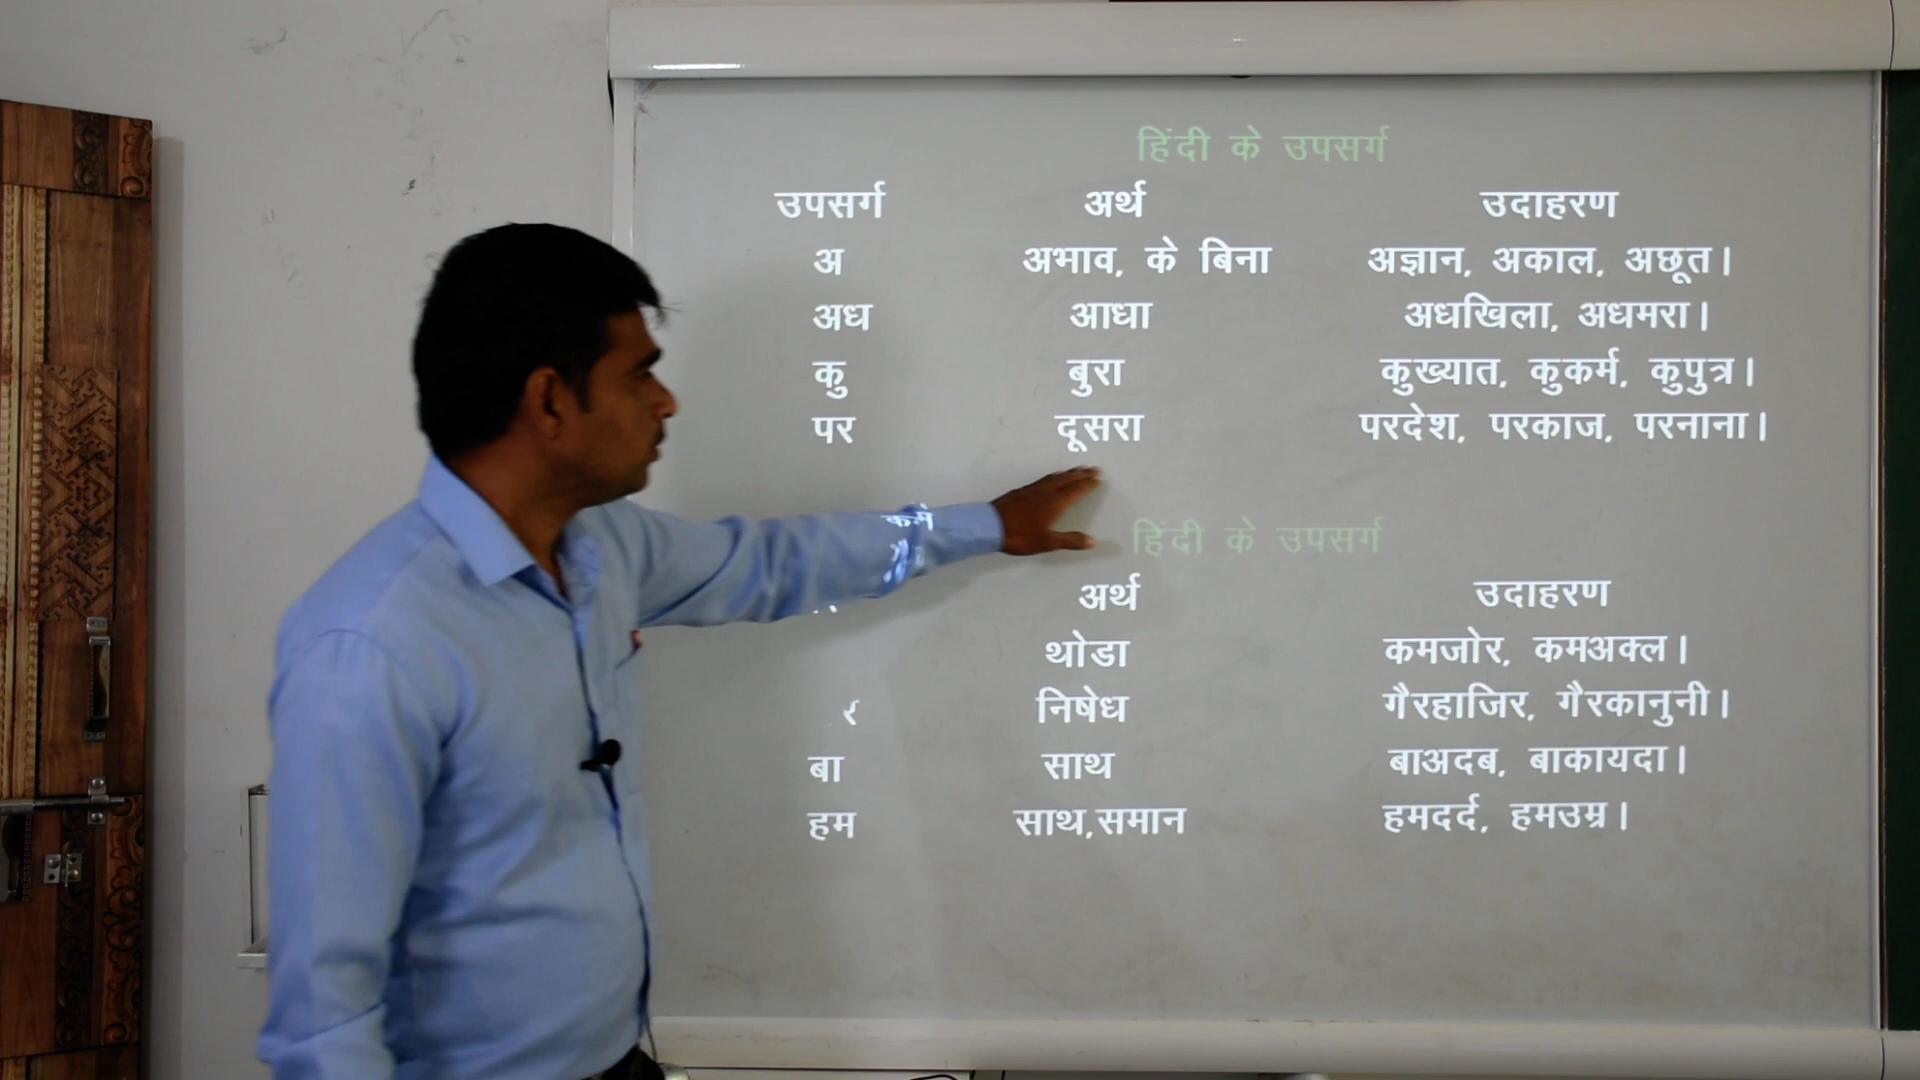 हिंदी के उपसर्ग
उपसर्ग अर्थ उदाहरण
अ अभाव, के बिना अज्ञान, अकाल, अछूत।
अध आधा अधखिला, अधमरा।
कु बुरा कुख्यात, कुकर्म, कुपुत्र।
पर दूसरा परदेश, परकाज, परनाना।
हिंदी के उपसर्ग
अर्थ उदाहरण
थोडा कमजोर, कमअक्ल।
निषेध गैरहाजिर, गैरकानुनी।
बा साथ बाअदब, बाकायदा।
हम साथ,समान हमदर्द, हमउम्र।